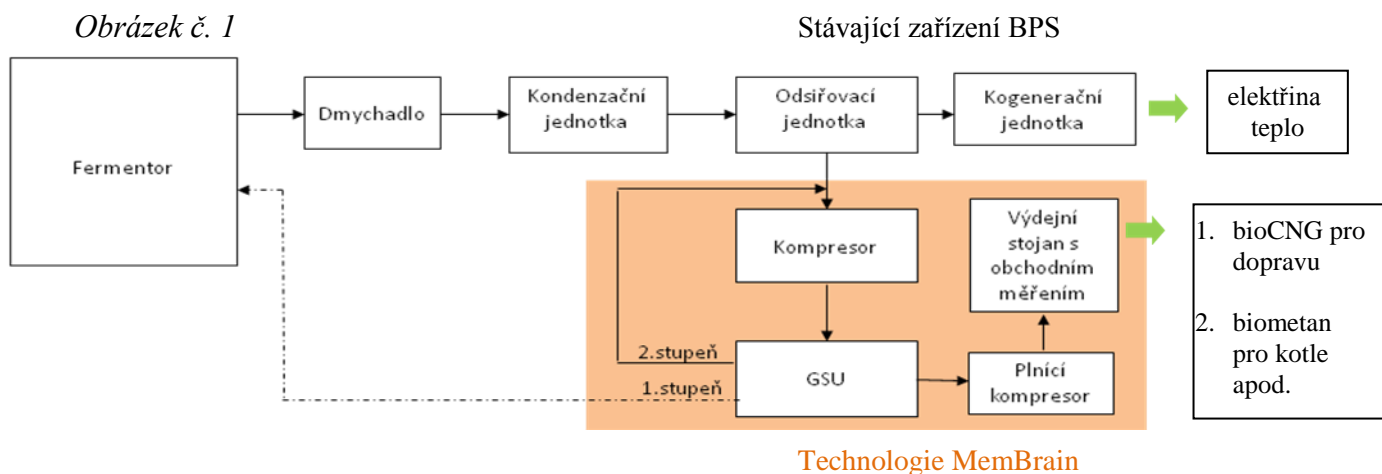 Obrázek č. 1
Stávající zařízení BPS
Fermentor
Dmychadlo
Kondenzační
jednotka
Odsiřovací
jednotka
Kogenerační
jednotka
elektřina
teplo
Kompresor
Výdejní
stojan s
obchodním
měřením
1. bioCNG pro
dopravu
2. biometan
pro kotle
apod.
2.stupeň
1.stupeň
GSU
Plnící
kompresor
Technologie MemBrain